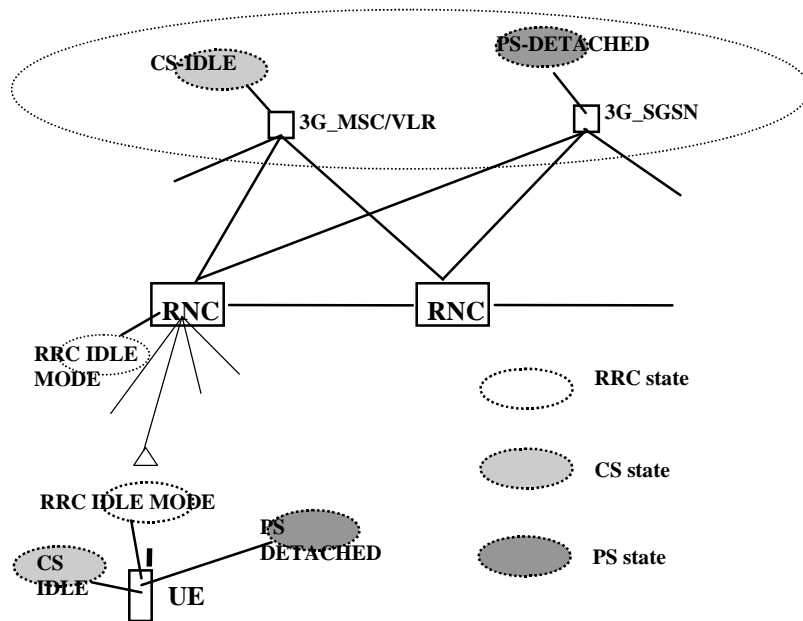 CS-IDLE
PS-DETACHED
3G_MSC/VLR
3G_SGSN
RNC
RNC
RRC IDLE
MODE
RRC state
CS state
RRC IDLE MODE
PS
DETACHED
CS
IDLE
UE
PS state